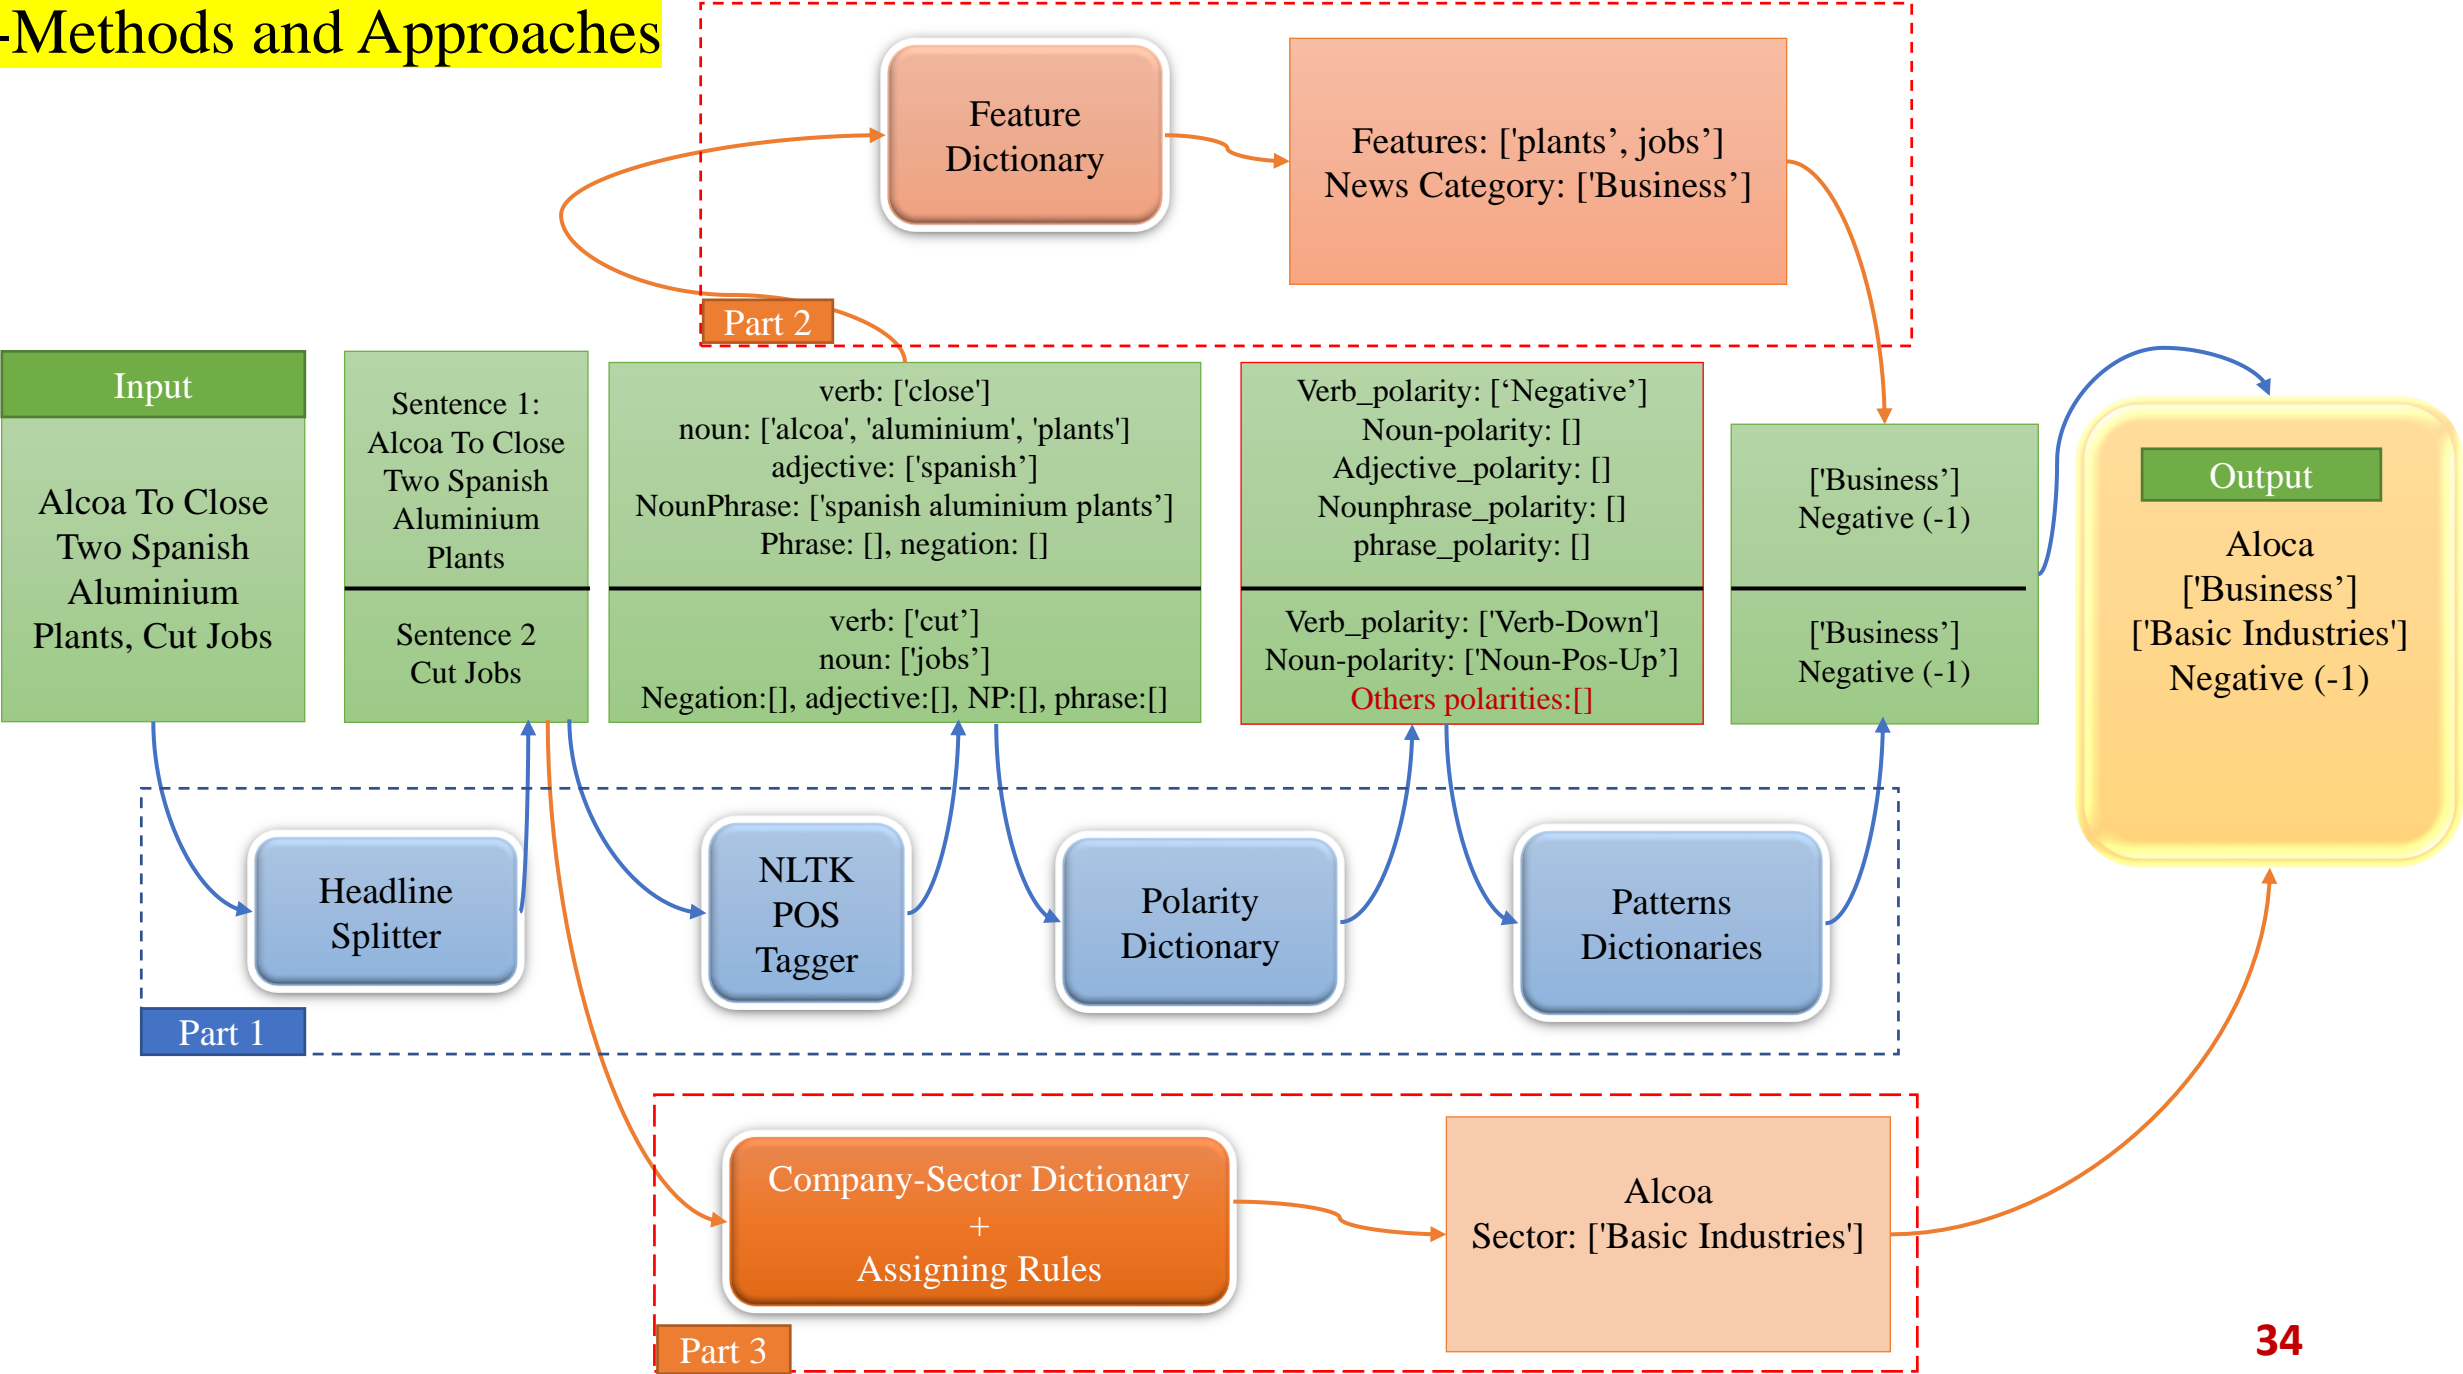 -Methods and Approaches
Feature
Dictionary
Features: ['plants’, jobs’]
News Category: ['Business’]
Part 2
Input
Alcoa To Close
Two Spanish
Aluminium
Plants, Cut Jobs
Sentence 1:
Alcoa To Close
Two Spanish
Aluminium
Plants
Sentence 2
Cut Jobs
verb: ['close']
noun: ['alcoa', 'aluminium', 'plants']
adjective: ['spanish’]
NounPhrase: ['spanish aluminium plants’]
Phrase: [], negation: []
verb: ['cut’]
noun: ['jobs’]
Negation:[], adjective:[], NP:[], phrase:[]
Verb_polarity: [‘Negative’]
Noun-polarity: []
Adjective_polarity: []
Nounphrase_polarity: []
phrase_polarity: []
Verb_polarity: ['Verb-Down']
Noun-polarity: ['Noun-Pos-Up’]
Others polarities:[]
['Business’]
Negative (-1)
['Business’]
Negative (-1)
Output
Aloca
['Business’]
['Basic Industries']
Negative (-1)
Headline
Splitter
NLTK
POS
Tagger
Polarity
Dictionary
Patterns
Dictionaries
Part 1
Company-Sector Dictionary
+
Assigning Rules
Alcoa
Sector: ['Basic Industries']
Part 3
34